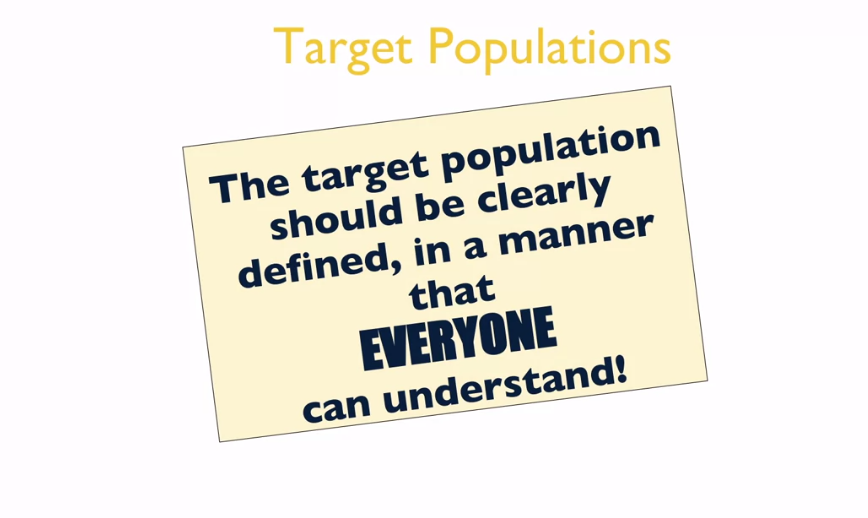 Target Populations
The target population
should be clearly
defined, in a manner
that
EVERYONE
can understand!